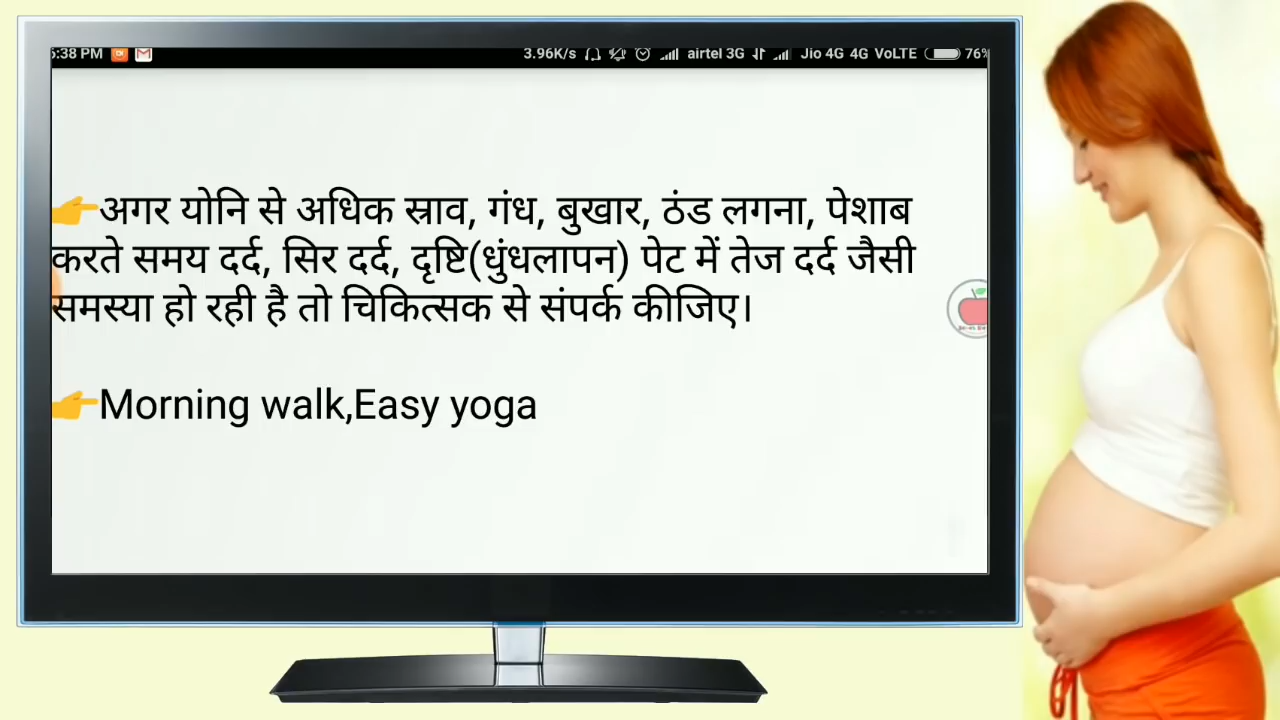 :38 PM 3.96K/s airtel 3G Jio 4G 4G VoLTE 76%
👉अगर योनि से अधिक स्राव, गंध, बुखार, ठंड लगना, पेशाब
करते समय दर्द, सिर दर्द, दृष्टि(धुंधलापन) पेट में तेज दर्द जैसी
समस्या हो रही है तो चिकित्सक से संपर्क कीजिए।
👉Morning walk,Easy yoga